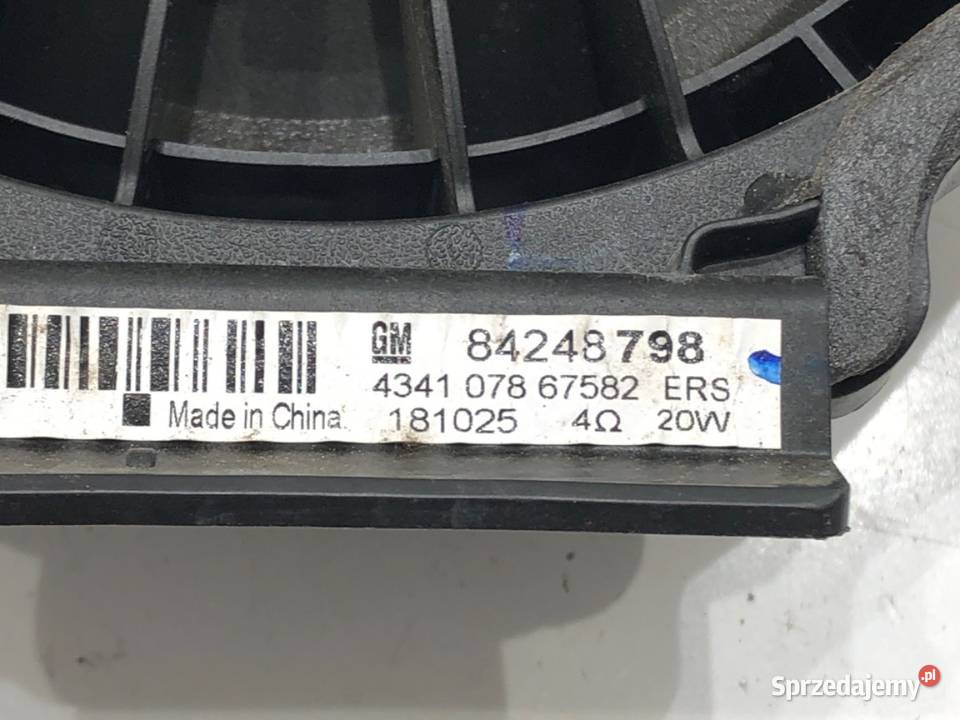 GM 84248798
4341 078 67582 ERS
Made in China 181025 4Ω 20W
Sprzedajemy.pl